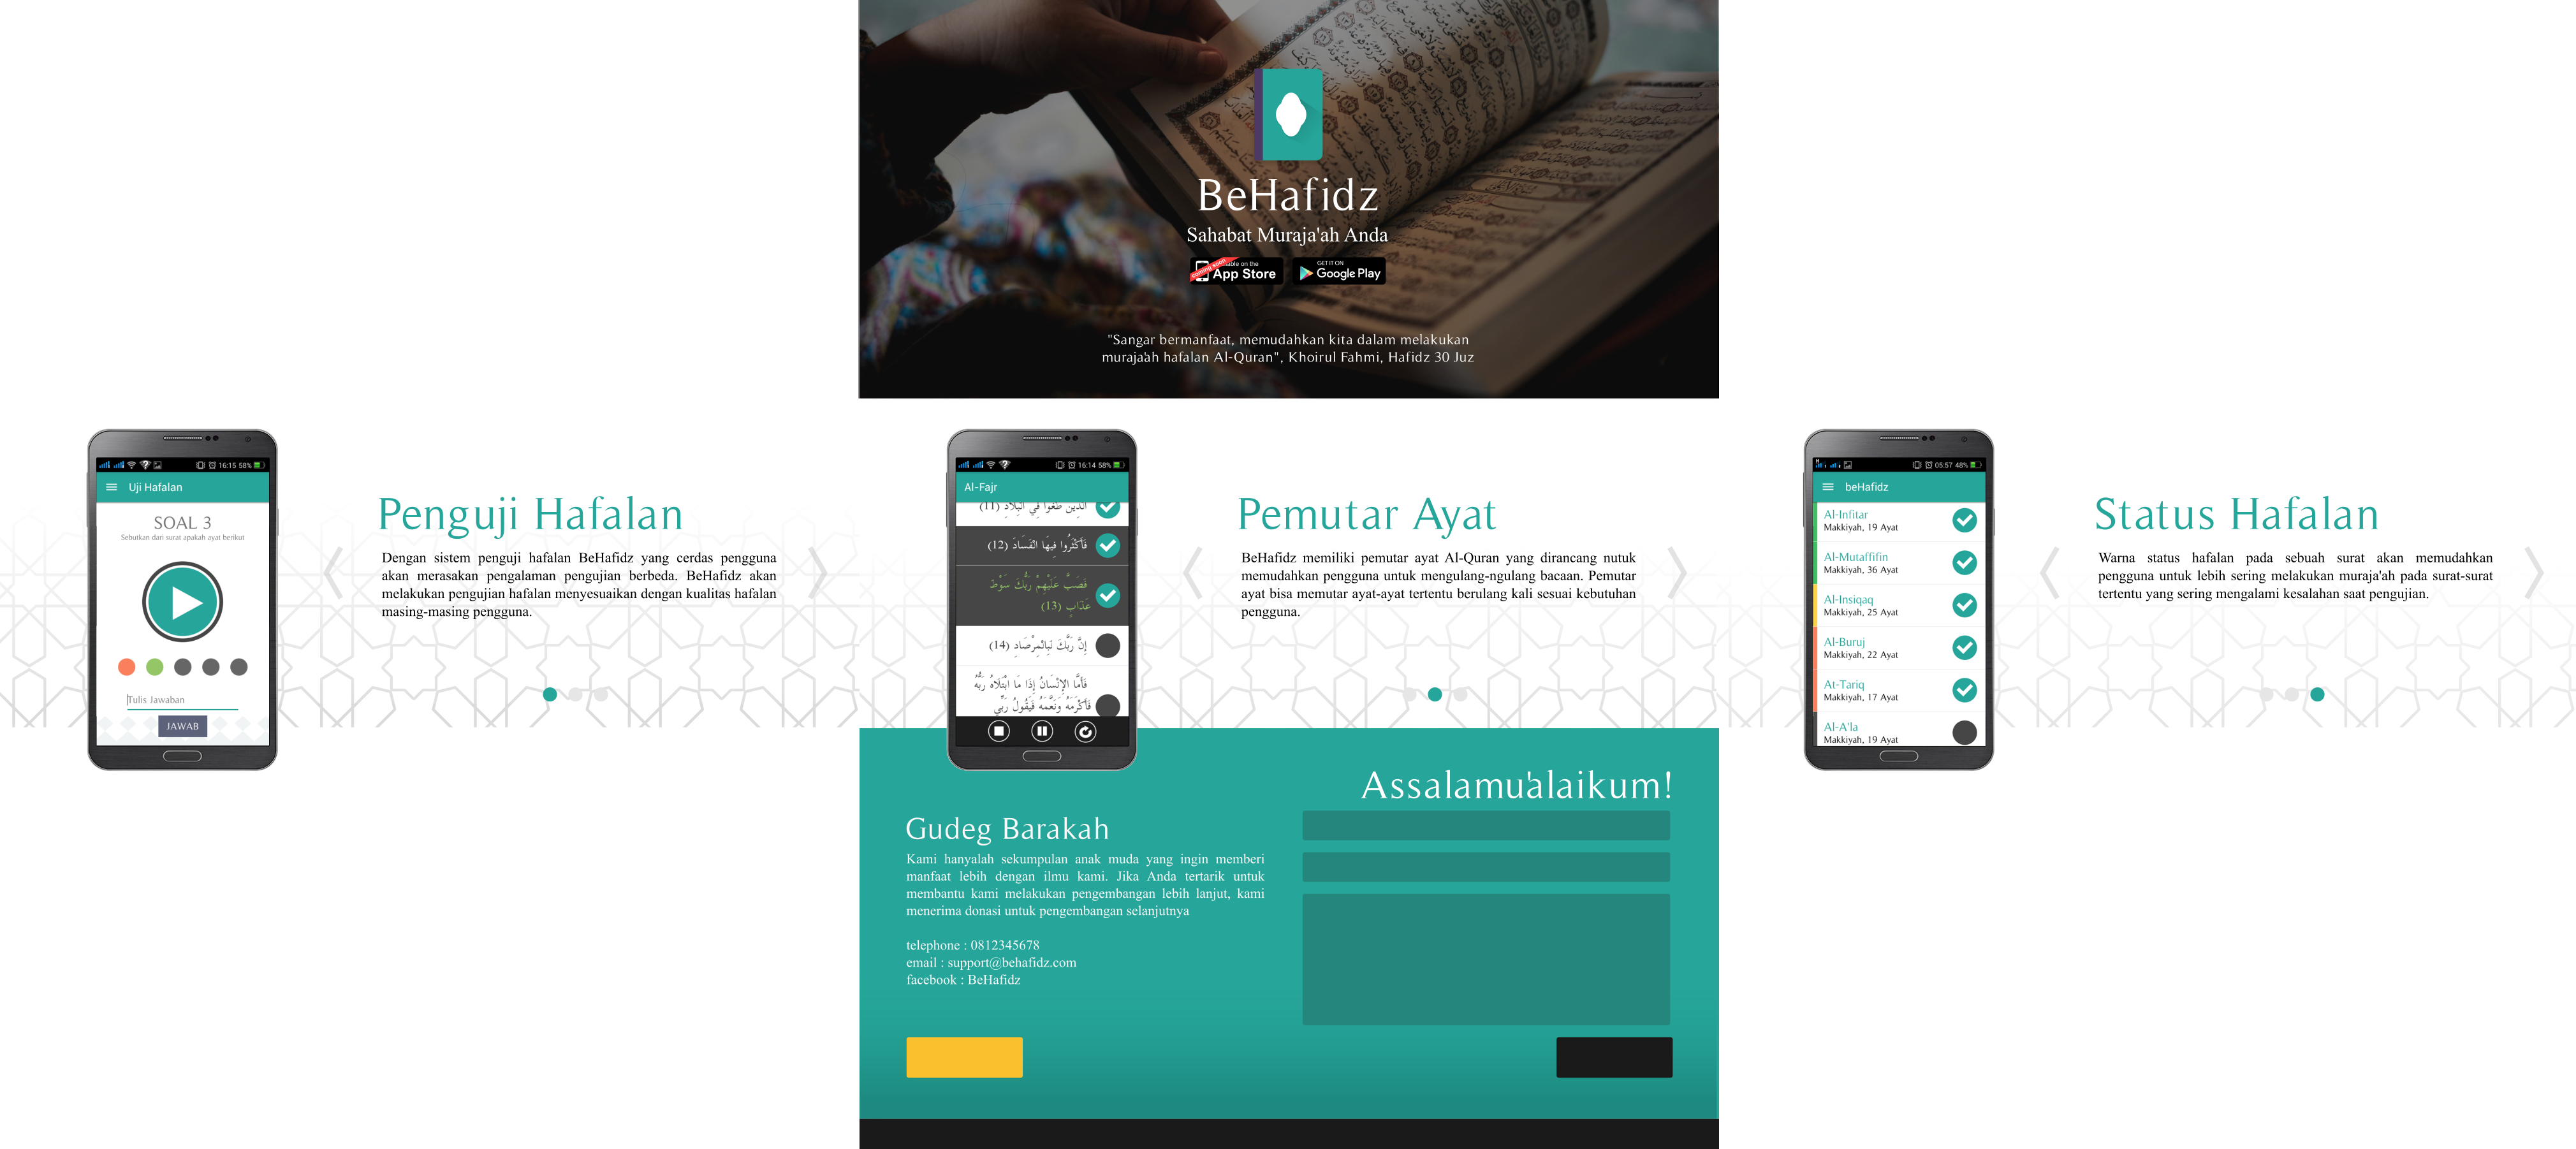 BeHafidz
Sahabat Muraja'ah Anda
coming soon
able on the
App Store
GET IT ON
Google Play
"Sangar bermanfaat, memudahkan kita dalam melakukan
muraja'ah hafalan Al-Quran", Khoirul Fahmi, Hafidz 30 Juz
16:15 58%
Uji Hafalan
SOAL 3
Sebutkan dari surat apakah ayat berikut
Tulis Jawaban
JAWAB
Penguji Hafalan
Dengan sistem penguji hafalan BeHafidz yang cerdas pengguna
akan merasakan pengalaman pengujian berbeda. BeHafidz akan
melakukan pengujian hafalan menyesuaikan dengan kualitas hafalan
masing-masing pengguna.
16:14 58%
Al-Fajr
الَّذِينَ طَغَوْا فِي الْبِلَادِ (11)
فَأَكْثَرُوا فِيهَا الْفَسَادَ (12)
فَصَبَّ عَلَيْهِمْ رَبُّكَ سَوْطَ
عَذَابٍ (13)
إِنَّ رَبَّكَ لَبِالْمِرْصَادِ (14)
فَأَمَّا الْإِنْسَانُ إِذَا مَا ابْتَلَاهُ رَبُّهُ
فَأَكْرَمَهُ وَنَعَّمَهُ فَيَقُولُ رَبِّي
Pemutar Ayat
BeHafidz memiliki pemutar ayat Al-Quran yang dirancang nutuk
memudahkan pengguna untuk mengulang-ngulang bacaan. Pemutar
ayat bisa memutar ayat-ayat tertentu berulang kali sesuai kebutuhan
pengguna.
05:57 48%
beHafidz
Al-Infitar
Makkiyah, 19 Ayat
Al-Mutaffifin
Makkiyah, 36 Ayat
Al-Insiqaq
Makkiyah, 25 Ayat
Al-Buruj
Makkiyah, 22 Ayat
At-Tariq
Makkiyah, 17 Ayat
Al-A'la
Makkiyah, 19 Ayat
Status Hafalan
Warna status hafalan pada sebuah surat akan memudahkan
pengguna untuk lebih sering melakukan muraja'ah pada surat-surat
tertentu yang sering mengalami kesalahan saat pengujian.
Assalamu'alaikum!
Gudeg Barakah
Kami hanyalah sekumpulan anak muda yang ingin memberi
manfaat lebih dengan ilmu kami. Jika Anda tertarik untuk
membantu kami melakukan pengembangan lebih lanjut, kami
menerima donasi untuk pengembangan selanjutnya
telephone : 0812345678
email : support@behafidz.com
facebook : BeHafidz